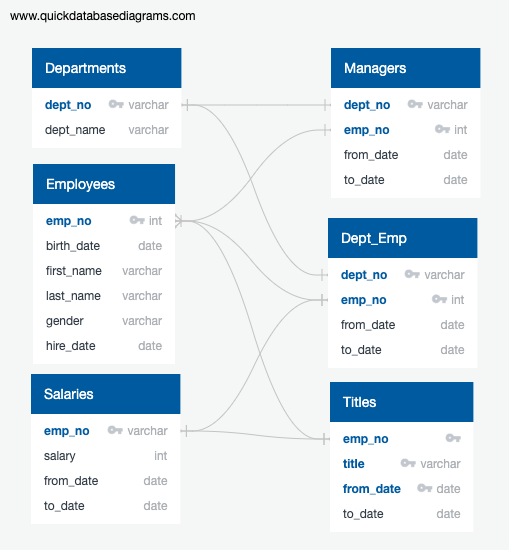 www.quickdatabasediagrams.com
Departments
dept_no varchar
dept_name varchar
Employees
emp_no int
birth_date date
first_name varchar
last_name varchar
gender varchar
hire_date date
Salaries
emp_no varchar
salary int
from_date date
to_date date
Managers
dept_no varchar
emp_no int
from_date date
to_date date
Dept_Emp
dept_no varchar
emp_no int
from_date date
to_date date
Titles
emp_no
title varchar
from_date date
to_date date